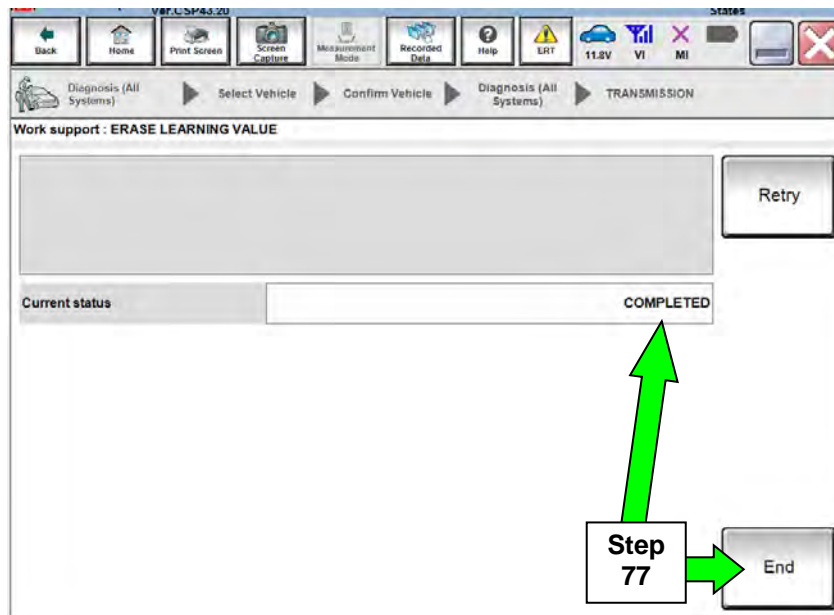 Ver.CSP43.20
States
Back
Home
Print Screen
Screen
Capture
Measurement
Mode
Recorded
Data
Help
ERT
11.8V
VI
MI
Diagnosis (All
Systems)
Select Vehicle
Confirm Vehicle
Diagnosis (All
Systems)
TRANSMISSION
Work support : ERASE LEARNING VALUE
Retry
Current status
COMPLETED
Step
77
End